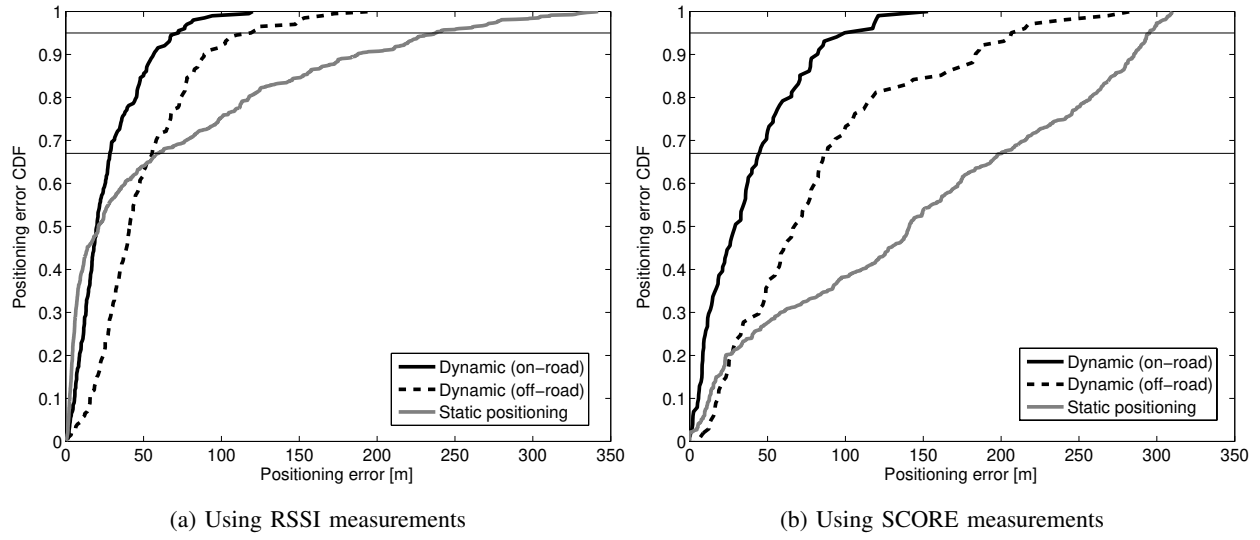 1
0.9
0.8
0.7
0.6
0.5
0.4
0.3
0.2
0.1
0
Positioning error CDF
0 50 100 150 200 250 300 350
Positioning error [m]
Dynamic (on−road)
Dynamic (off−road)
Static positioning
(a) Using RSSI measurements
1
0.9
0.8
0.7
0.6
0.5
0.4
0.3
0.2
0.1
0
Positioning error CDF
0 50 100 150 200 250 300 350
Positioning error [m]
Dynamic (on−road)
Dynamic (off−road)
Static positioning
(b) Using SCORE measurements